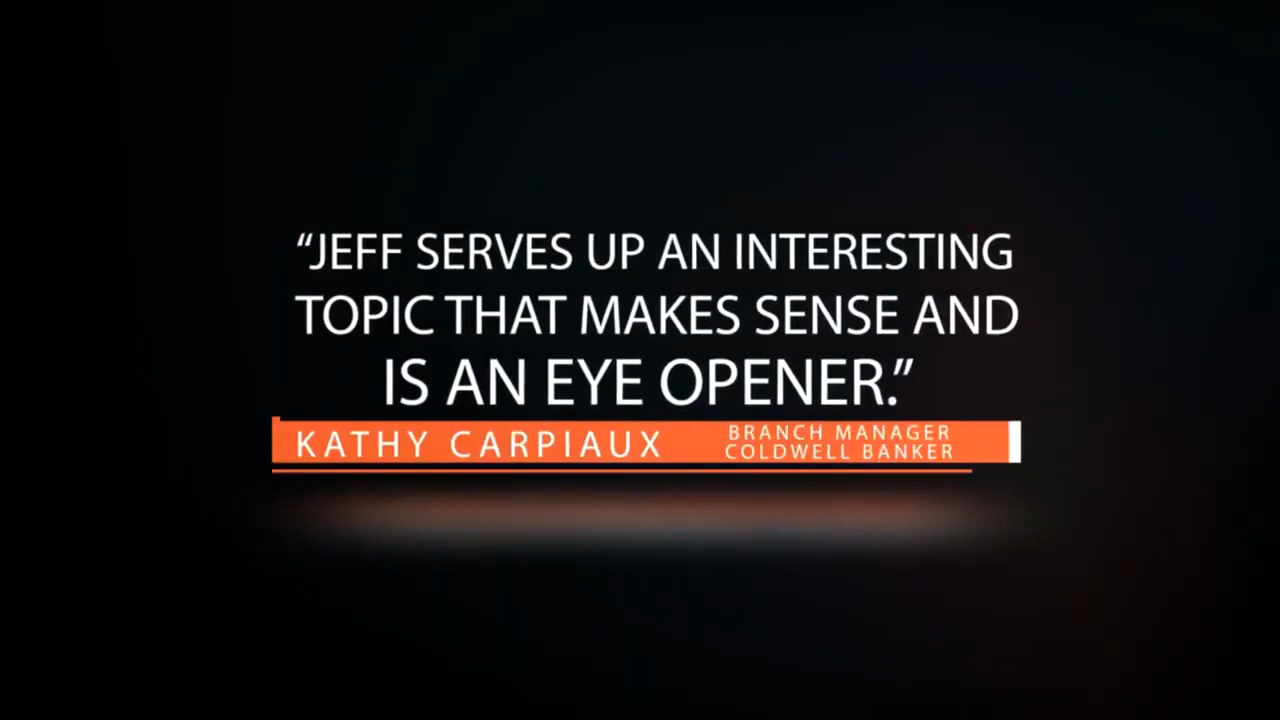 “JEFF SERVES UP AN INTERESTING
TOPIC THAT MAKES SENSE AND
IS AN EYE OPENER.”
KATHY CARPIAUX
BRANCH MANAGER
COLDWELL BANKER